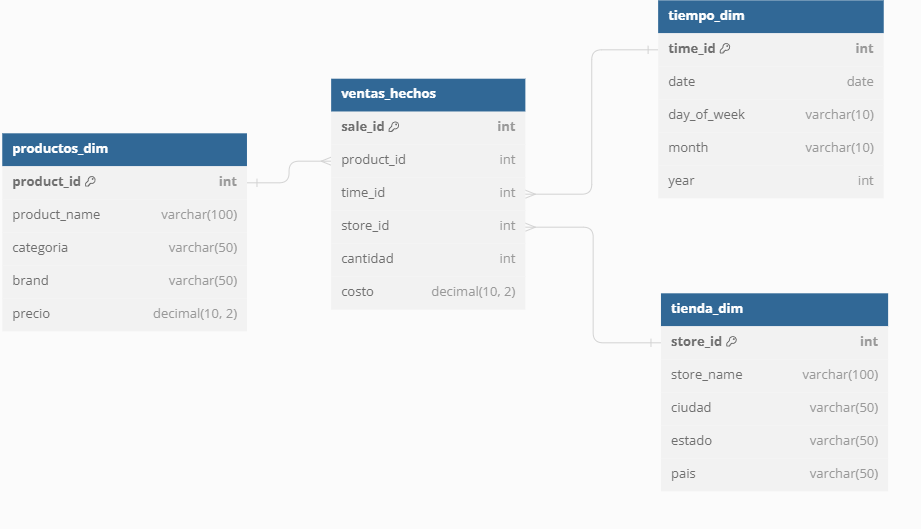 productos_dim
product_id int
product_name varchar(100)
categoria varchar(50)
brand varchar(50)
precio decimal(10, 2)
ventas_hechos
sale_id int
product_id int
time_id int
store_id int
cantidad int
costo decimal(10, 2)
tiempo_dim
time_id int
date date
day_of_week varchar(10)
month varchar(10)
year int
tienda_dim
store_id int
store_name varchar(100)
ciudad varchar(50)
estado varchar(50)
pais varchar(50)